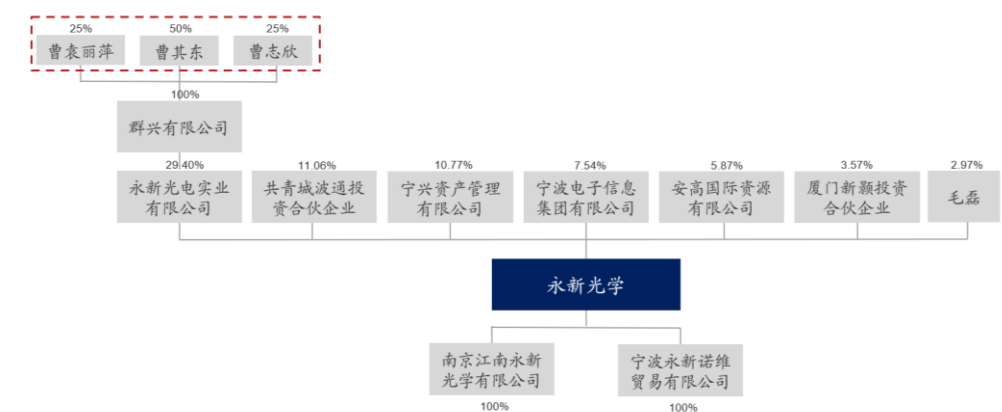 25% 50% 25%
曹袁丽萍 曹其东 曹志欣
100%
群兴有限公司
29.40% 11.06% 10.77% 7.54% 5.87% 3.57% 2.97%
永新光电实业
有限公司
共青城波通投
资合伙企业
宁兴资产管理
有限公司
宁波电子信息
集团有限公司
安高国际资源
有限公司
厦门新颢投资
合伙企业
毛磊
永新光学
南京江南永新
光学有限公司
宁波永新诺维
贸易有限公司
100% 100%